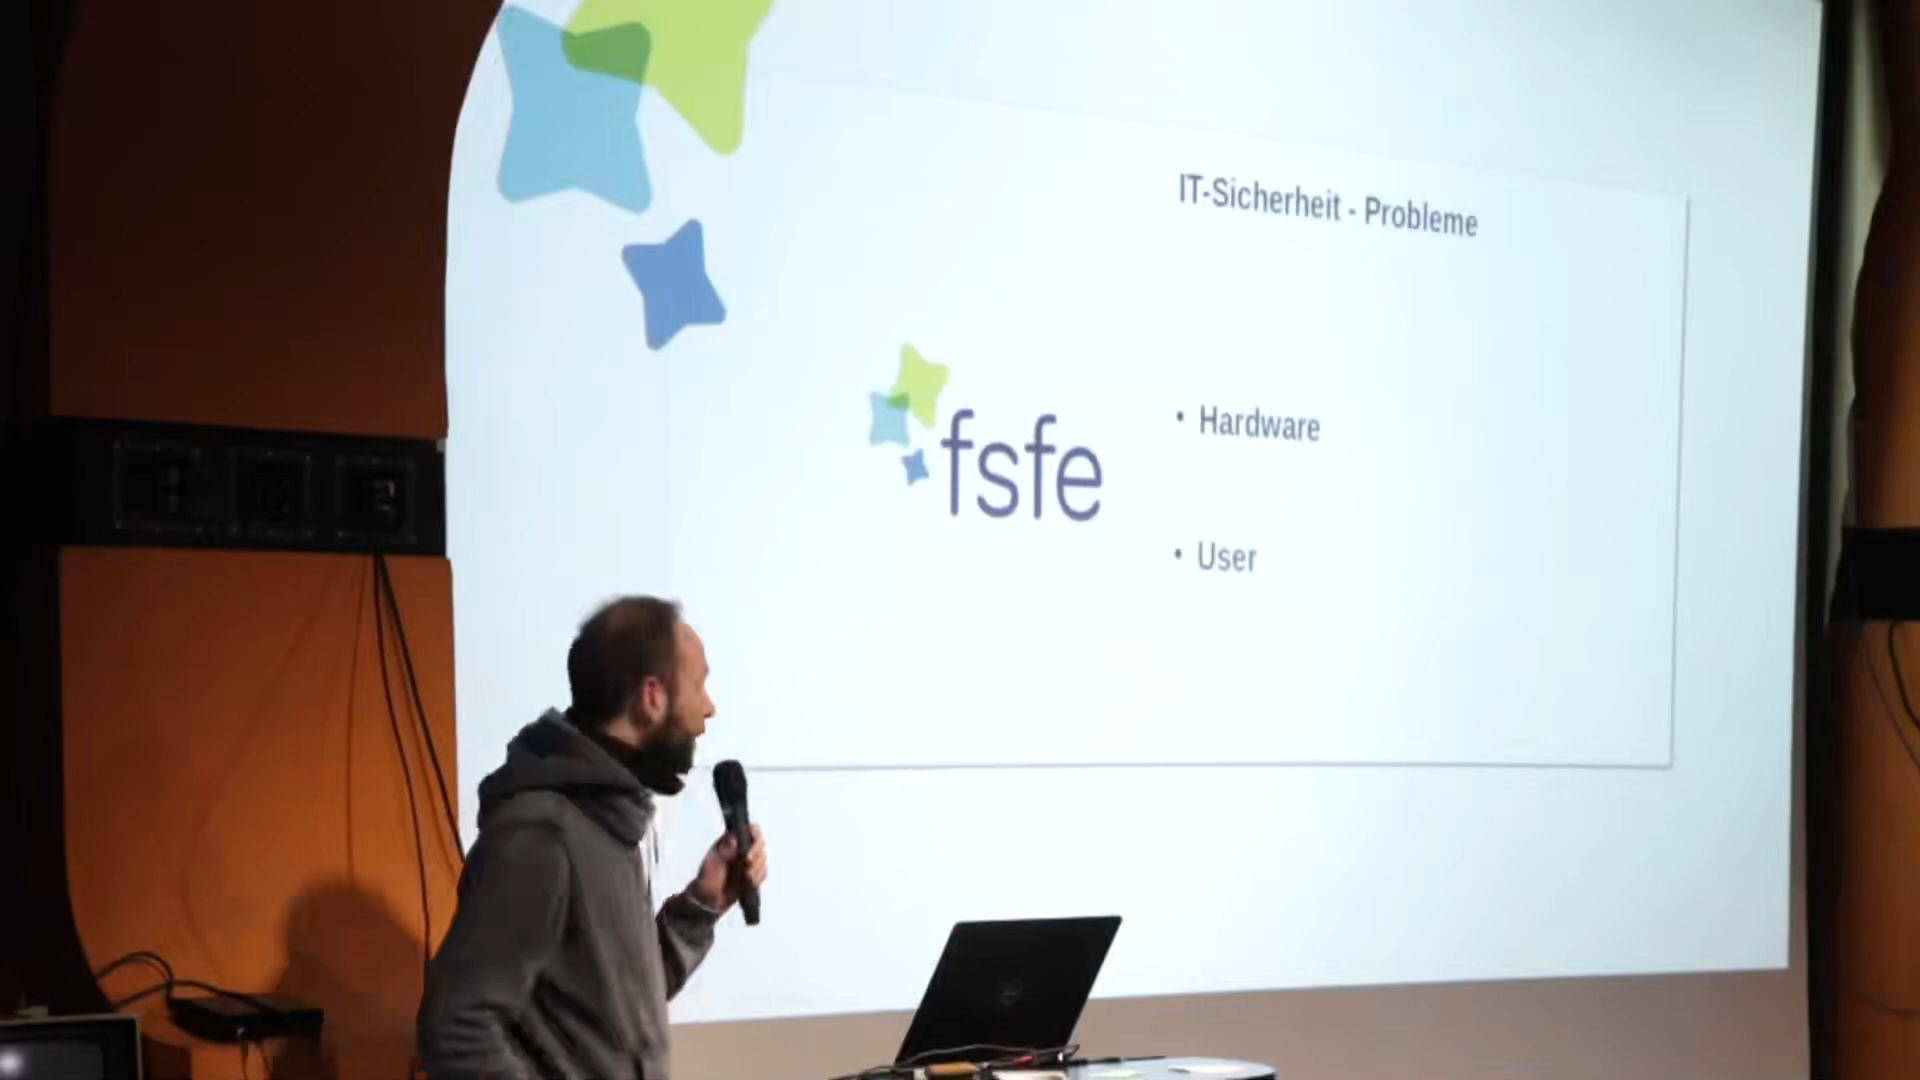 IT-Sicherheit - Probleme
fsfe
• Hardware
• User